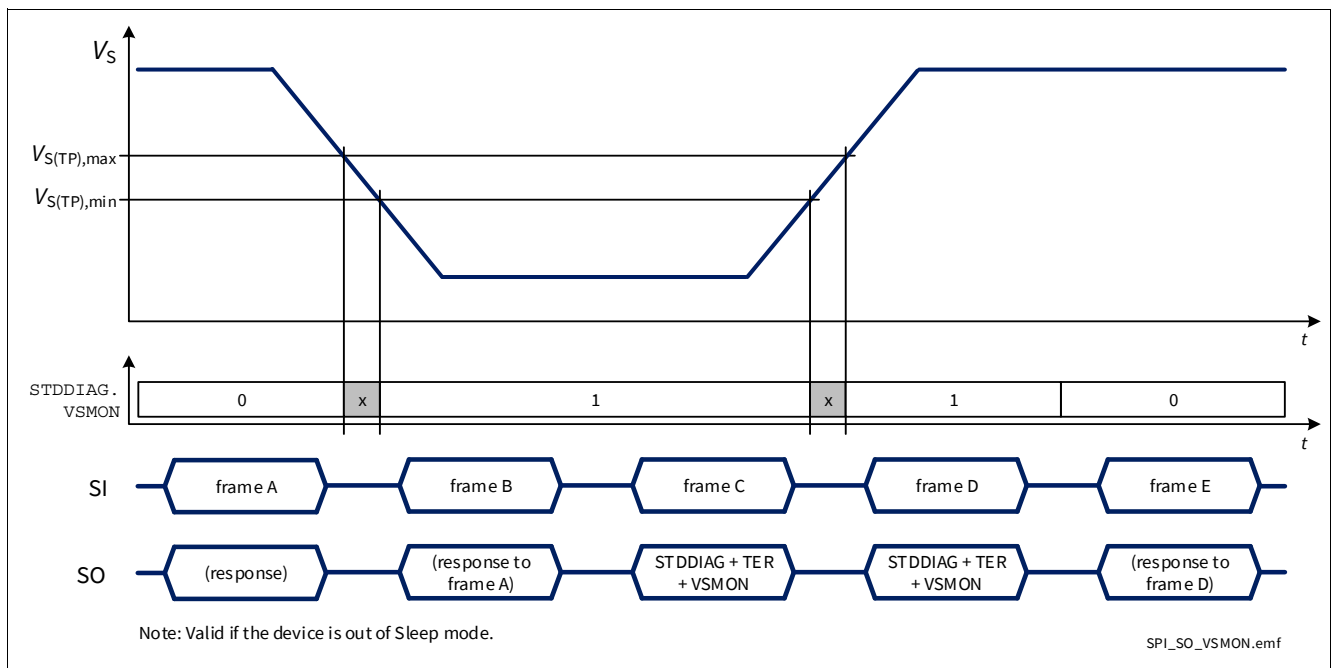 VS
VS(TP),max
VS(TP),min
t
STDDIAG.
VSMON
0
x
1
x
1
0
t
SI
frame A
frame B
frame C
frame D
frame E
SO
(response)
(response to
frame A)
STDDIAG + TER
+ VSMON
STDDIAG + TER
+ VSMON
(response to
frame D)
Note: Valid if the device is out of Sleep mode.
SPI_SO_VSMON.emf